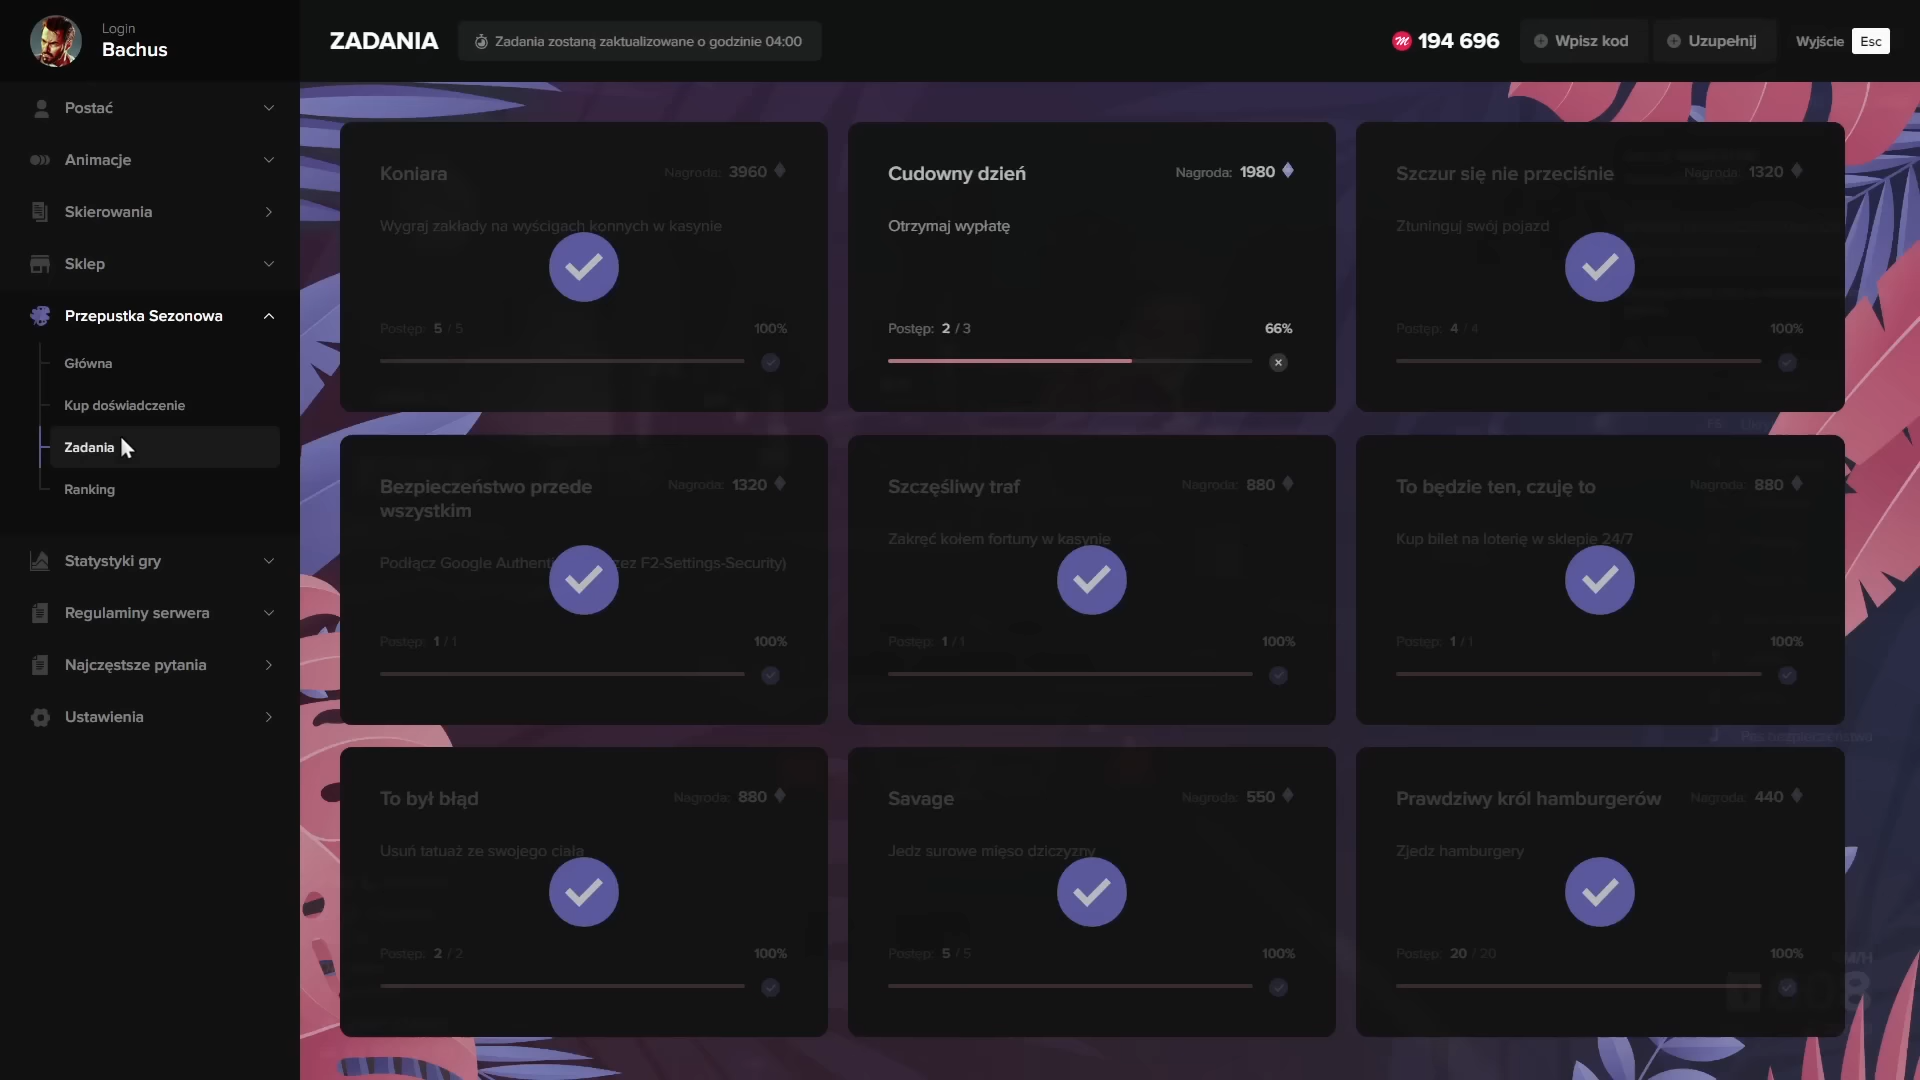 Login
Bachus
ZADANIA
Zadania zostaną zaktualizowane o godzinie 04:00
194 696
Wpisz kod
Uzupełnij
Wyjście
Esc
Postać
Animacje
Skierowania
Sklep
Przepustka Sezonowa
Główna
Kup doświadczenie
Zadania
Ranking
Statystyki gry
Regulaminy serwera
Najczęstsze pytania
Ustawienia
Koniara
Nagroda: 3960
Wygraj zakłady na wyścigach konnych w kasynie
Postęp: 5 / 5
100%
Cudowny dzień
Nagroda: 1980
Otrzymaj wypłatę
Postęp: 2 / 3
66%
Szczur się nie przeciśnie
Nagroda: 1320
Ztuninguj swój pojazd
Postęp: 4 / 4
100%
Bezpieczeństwo przede
wszystkim
Nagroda: 1320
Podłącz Google F2-Settings-Security)
Postęp: 1 / 1
100%
Szczęśliwy traf
Nagroda: 880
Zakręć kołem fortuny w kasynie
Postęp: 1 / 1
100%
To będzie ten, czuję to
Nagroda: 880
Kup bilet na loterię w sklepie 24/7
Postęp: 1 / 1
100%
To był błąd
Nagroda: 880
Usuń tatuaż ze swojego ciała
Postęp: 2 / 2
100%
Savage
Nagroda: 550
Jedz surowe mięso dziczyzny
Postęp: 5 / 5
100%
Prawdziwy król hamburgerów
Nagroda: 440
Zjedz hamburgery
Postęp: 20 / 20
100%